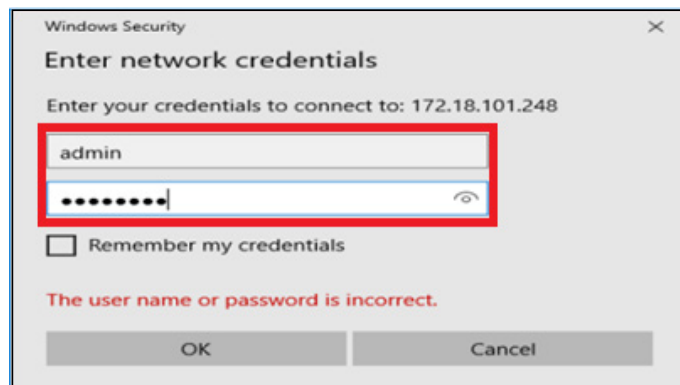 Windows Security
Enter network credentials
Enter your credentials to connect to: 172.18.101.248
admin
••••••••
Remember my credentials
The user name or password is incorrect.
OK
Cancel